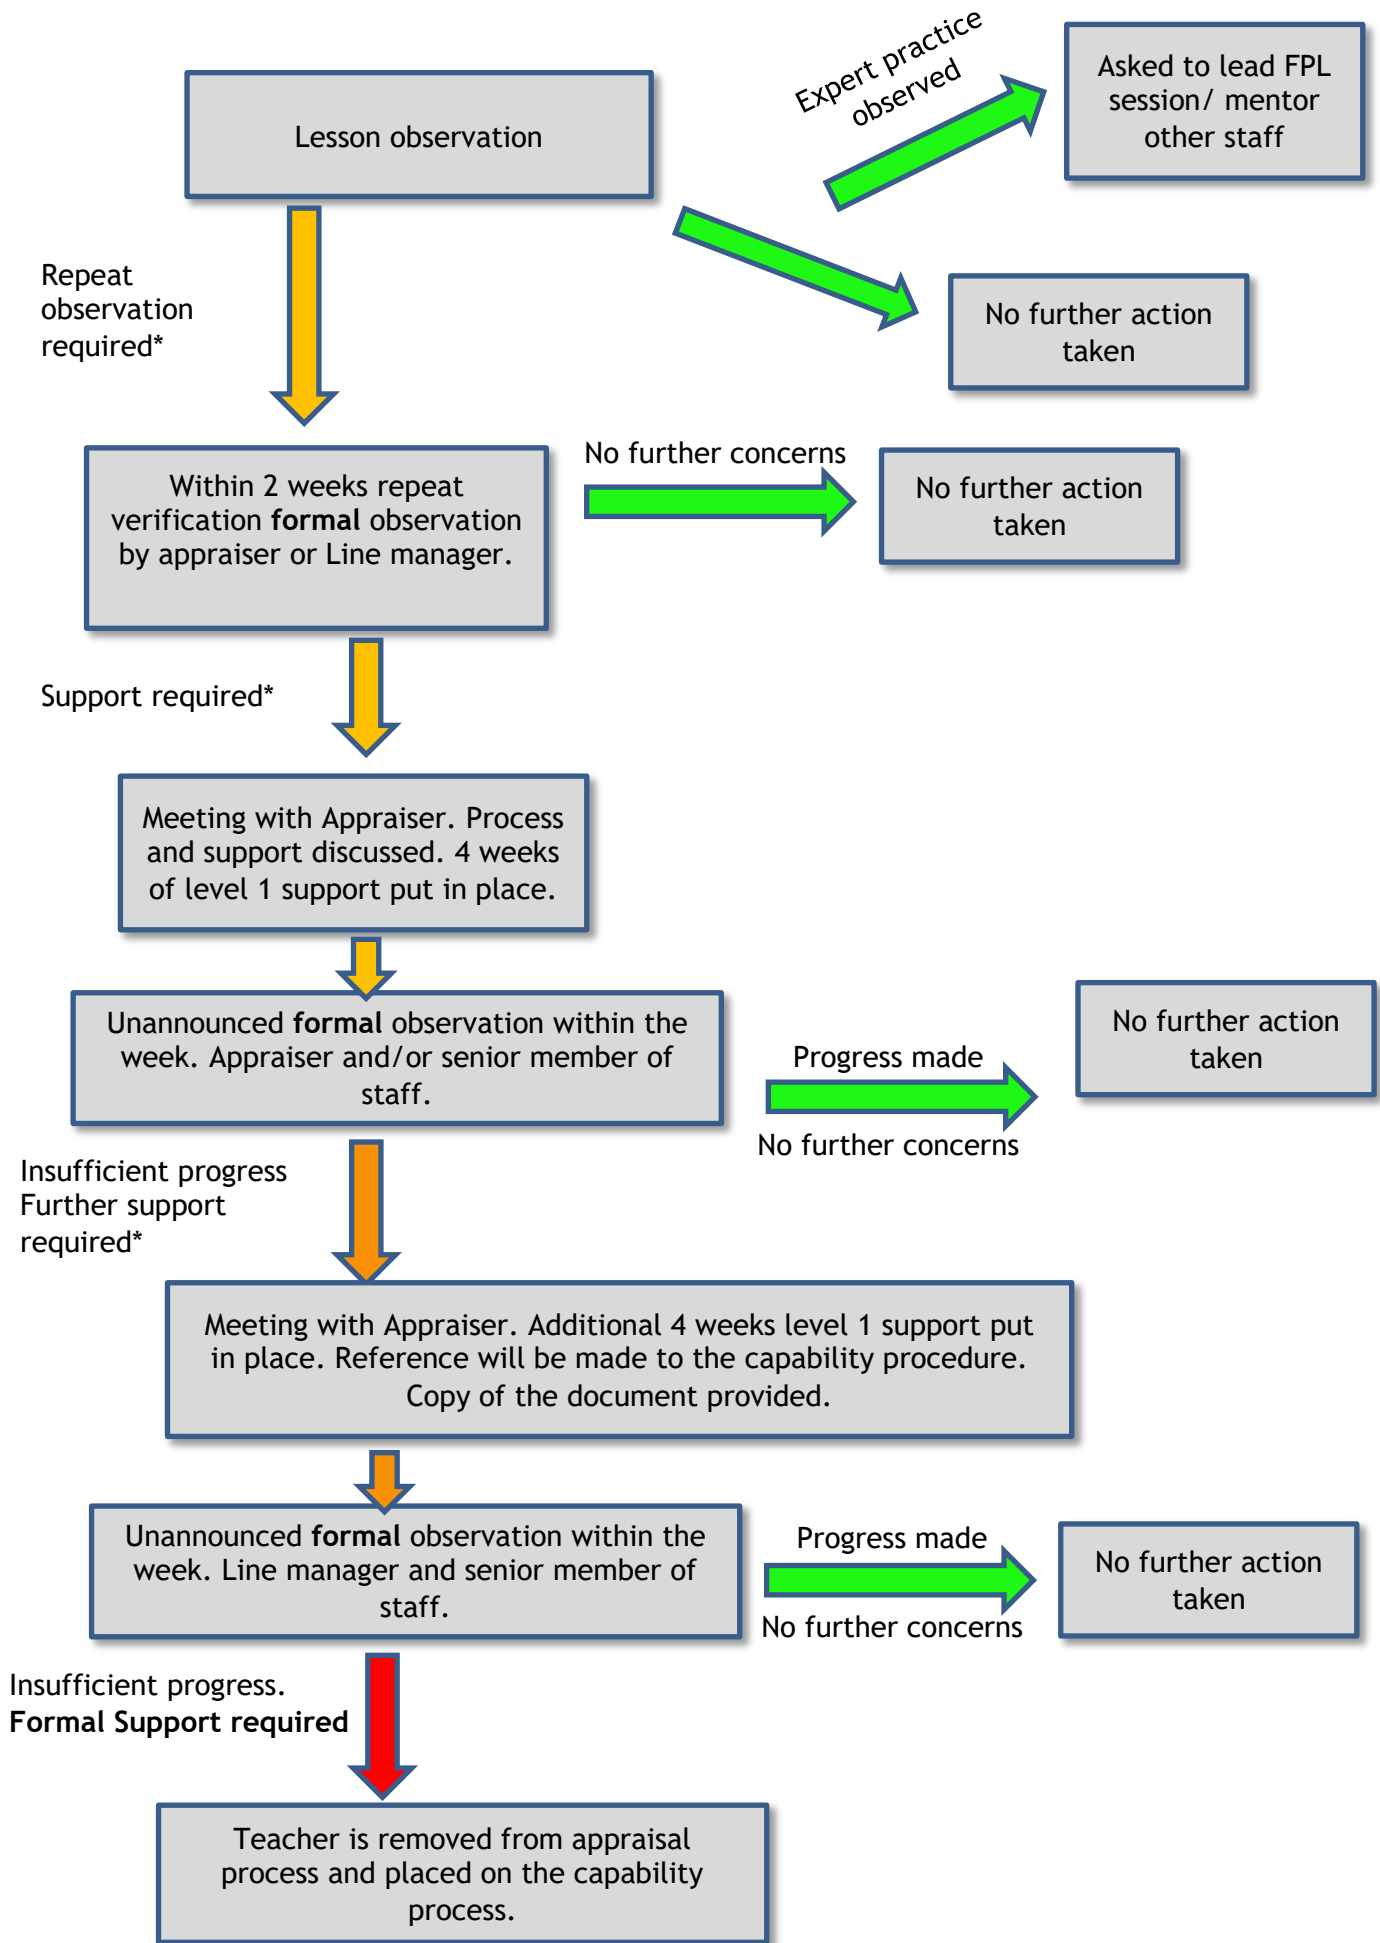 Expert practice
observed
Asked to lead FPL
session/ mentor
other staff
Lesson observation
Repeat
observation
required*
No further action
taken
Within 2 weeks repeat
verification formal observation
by appraiser or Line manager.
No further concerns
No further action
taken
Support required*
Meeting with Appraiser. Process
and support discussed. 4 weeks
of level 1 support put in place.
Unannounced formal observation within the
week. Appraiser and/or senior member of
staff.
Progress made
No further concerns
No further action
taken
Insufficient progress
Further support
required*
Meeting with Appraiser. Additional 4 weeks level 1 support put
in place. Reference will be made to the capability procedure.
Copy of the document provided.
Unannounced formal observation within the
week. Line manager and senior member of
staff.
Progress made
No further concerns
No further action
taken
Insufficient progress.
Formal Support required
Teacher is removed from appraisal
process and placed on the capability
process.